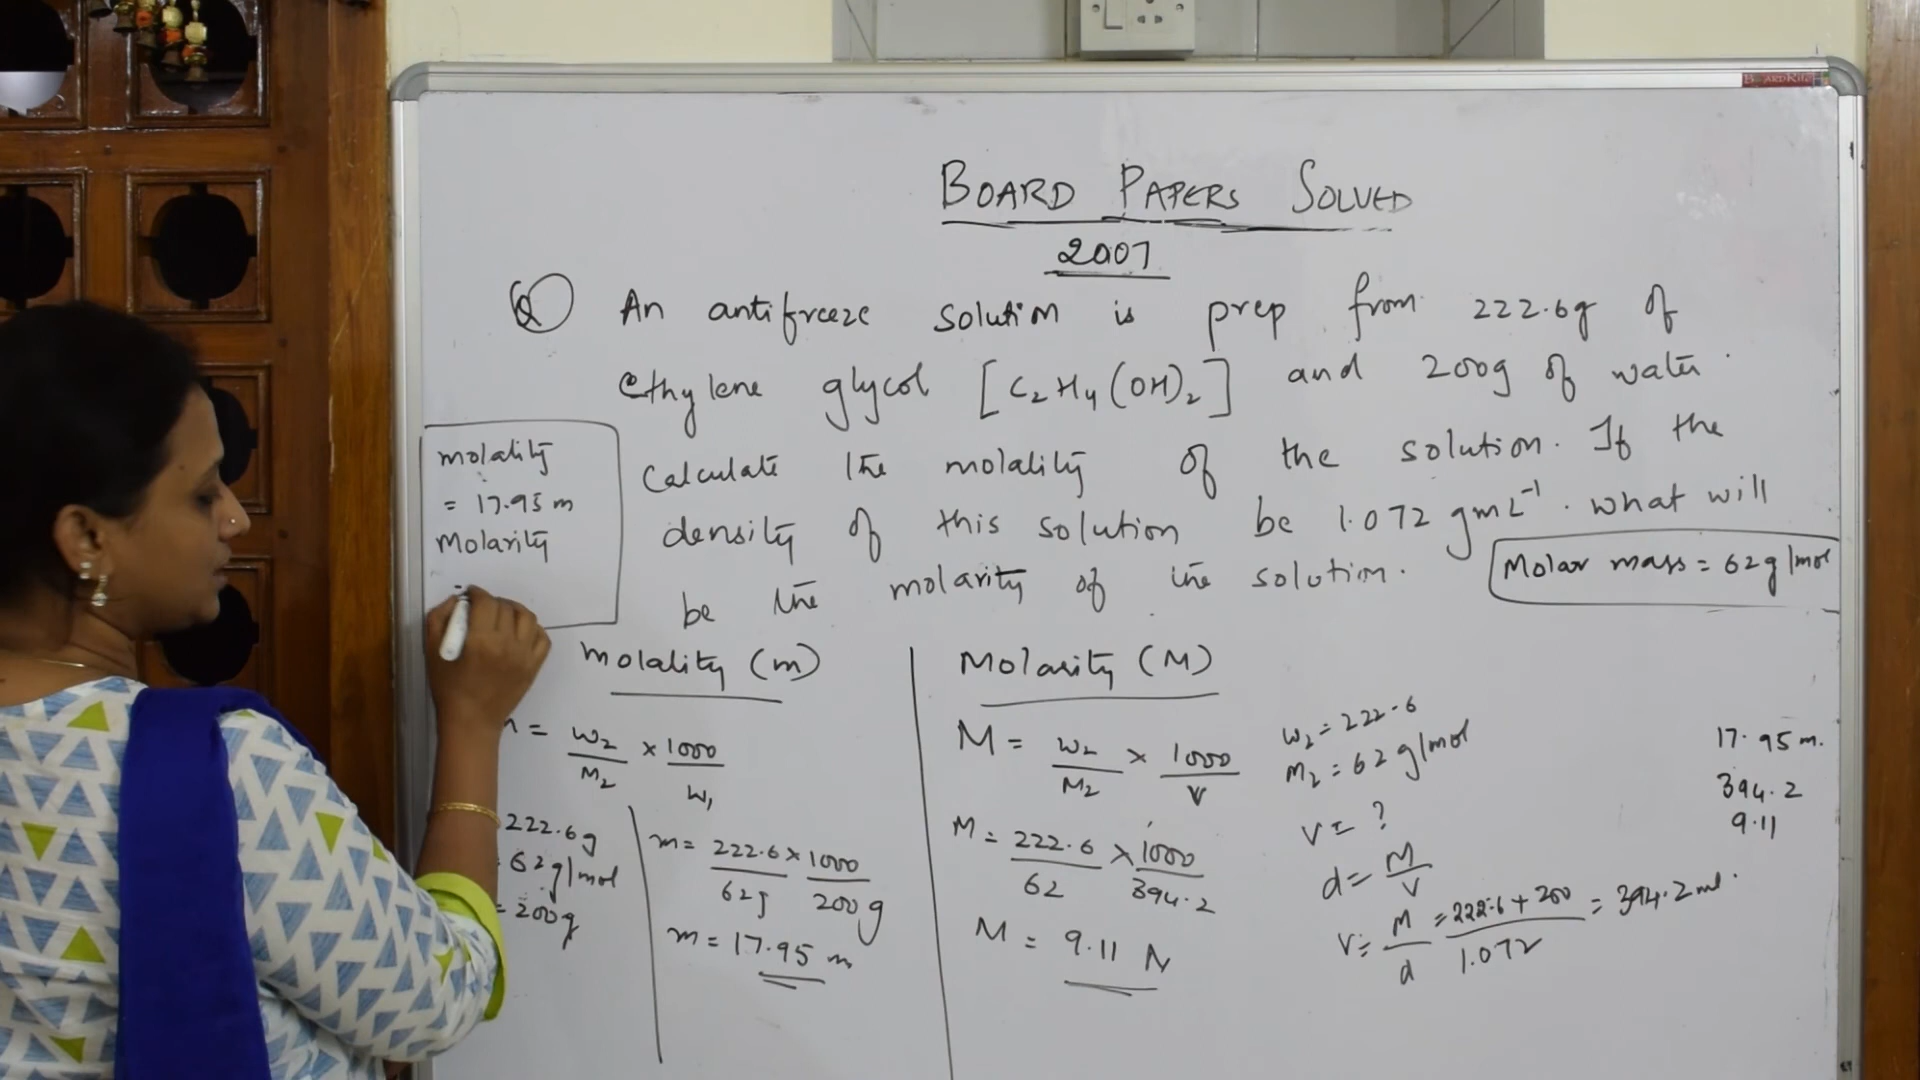 BOARD PAPERS SOLVED
2007
Q An antifreeze solution is prep from 222.6g of
ethylene glycol [C₂H₄(OH)₂] and 200g of water.
Calculate the molality of the solution. If the
density of this solution be 1.072 gmL⁻¹. what will
be the molarity of the solution.
Molar mass = 62g/mol
molality
= 17.95 m
Molarity
molality (m)
= w₂/M₂ × 1000/W₁
222.6g
62g/mol
= 200g
m = 222.6/62g × 1000/200g
m = 17.95 m
Molarity (M)
M = w₂/M₂ × 1000/V
M = 222.6/62 × 1000/394.2
M = 9.11 M
w₂ = 222.6
M₂ = 62 g/mol
V = ?
d = M/V
V = M/d = 222.6 + 200/1.072 = 394.2 ml.
17.95 m.
394.2
9.11